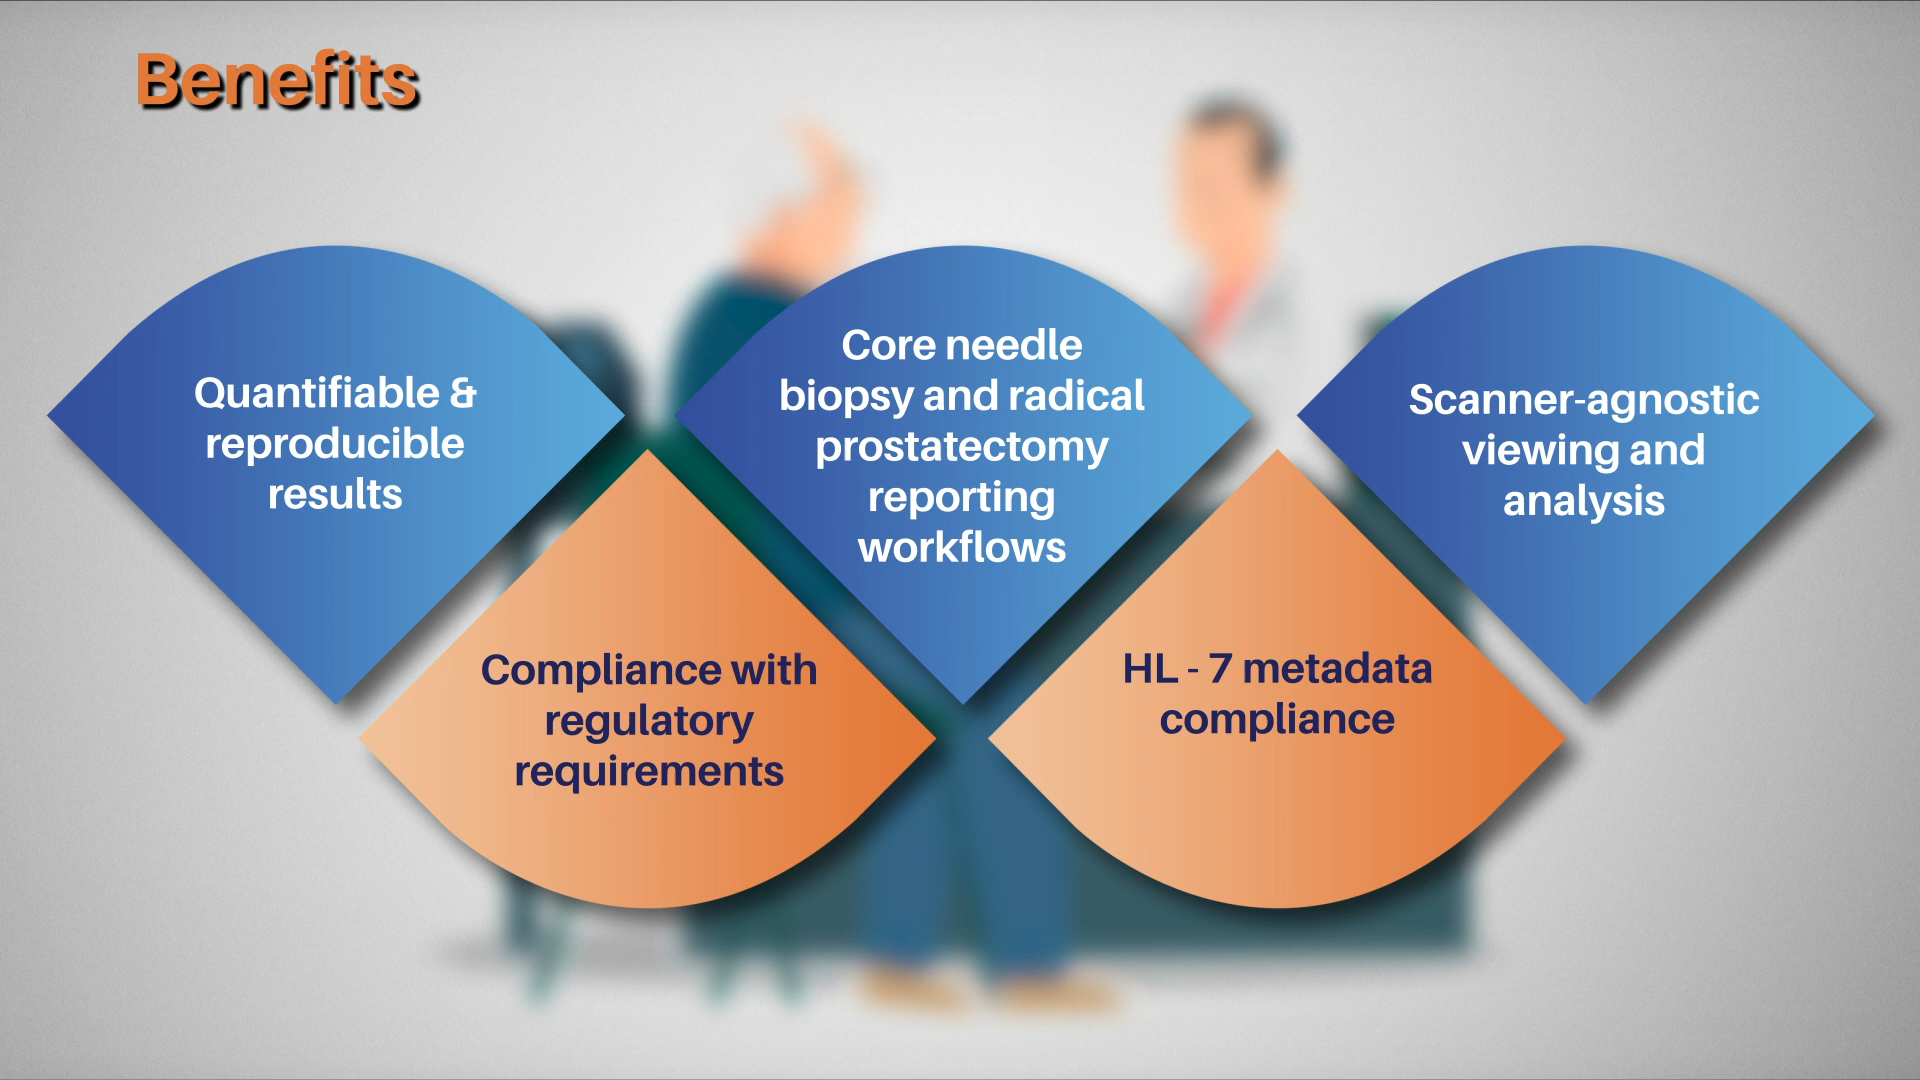 Benefits
Quantifiable &
reproducible
results
Core needle
biopsy and radical
prostatectomy
reporting
workflows
Scanner-agnostic
viewing and
analysis
Compliance with
regulatory
requirements
HL - 7 metadata
compliance